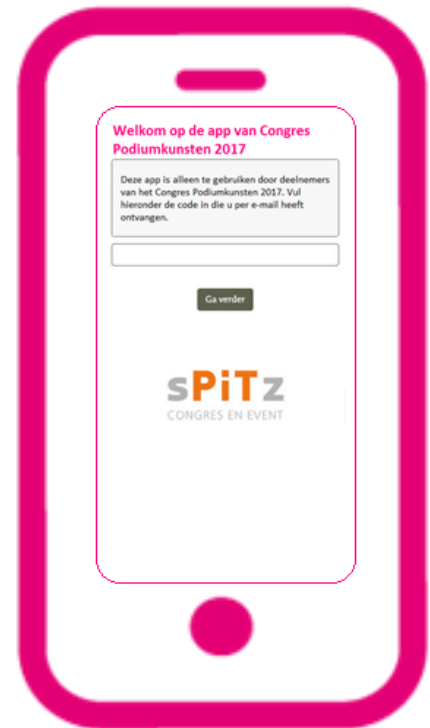 Welkom op de app van Congres
Podiumkunsten 2017
Deze app is alleen te gebruiken door deelnemers
van het Congres Podiumkunsten 2017. Vul
hieronder de code in die u per e-mail heeft
ontvangen.
Ga verder
sPiTz
CONGRES EN EVENT